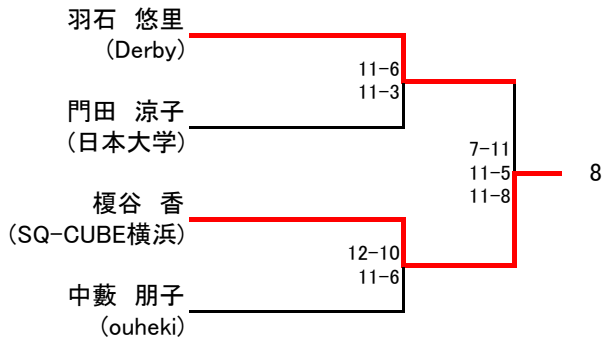 羽石　悠里
(Derby)
11-6
11-3
門田　涼子
(日本大学)
7-11
11-5
11-8
8
榎谷　香
(SQ-CUBE横浜)
12-10
11-6
中藪　朋子
(ouheki)